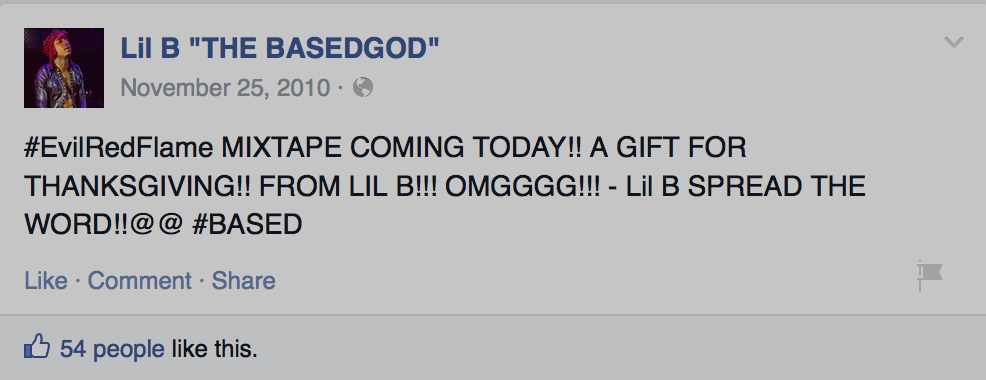 Lil B "THE BASEDGOD"
November 25, 2010 ·
#EvilRedFlame MIXTAPE COMING TODAY!! A GIFT FOR
THANKSGIVING!! FROM LIL B!!! OMGGGG!!! - Lil B SPREAD THE
WORD!!@@ #BASED
Like · Comment · Share
54 people like this.